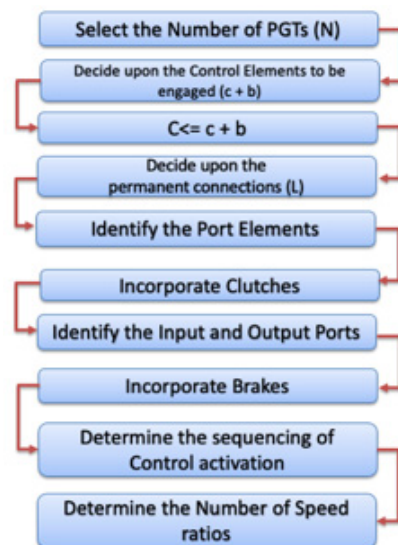 Select the Number of PGTs (N)
Decide upon the Control Elements to be
engaged (c + b)
C<= c + b
Decide upon the
permanent connections (L)
Identify the Port Elements
Incorporate Clutches
Identify the Input and Output Ports
Incorporate Brakes
Determine the sequencing of
Control activation
Determine the Number of Speed
ratios